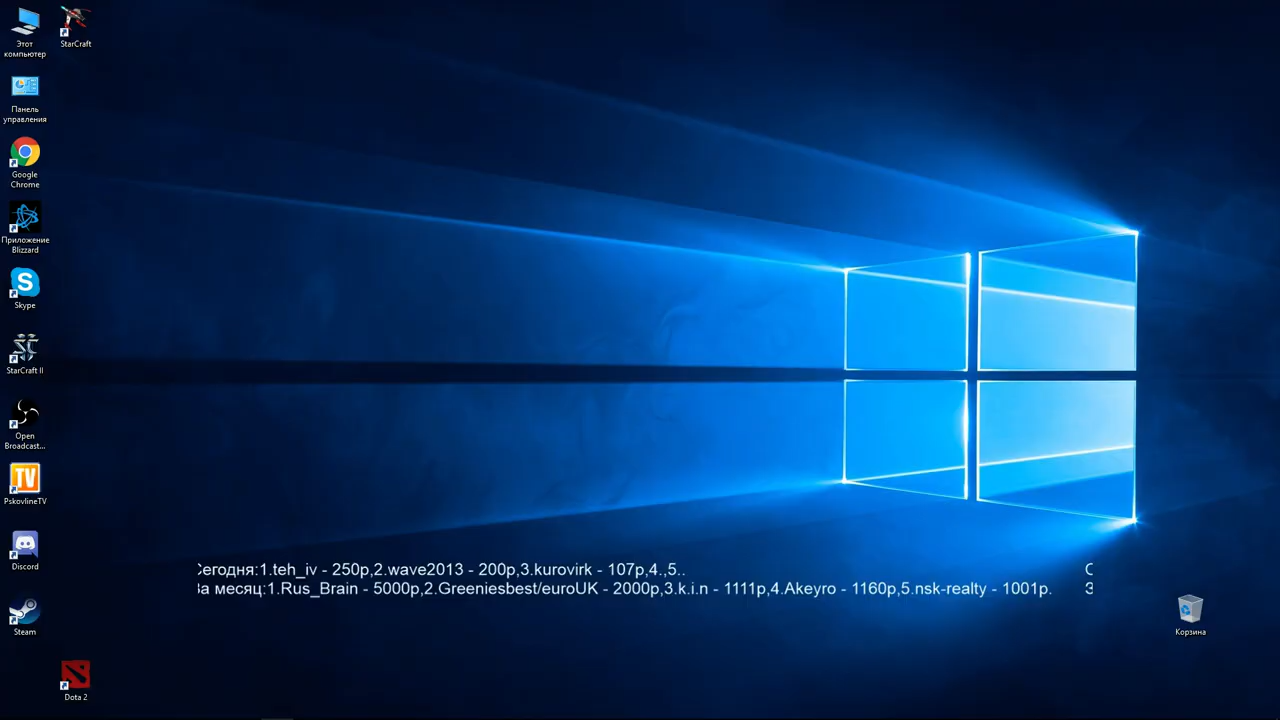 Этот
компьютер
StarCraft
Панель
управления
Google
Chrome
Приложение
Blizzard
S
Skype
StarCraft II
Open
Broadcast...
TV
PskovlineTV
Discord
Сегодня:1.teh_iv - 250р,2.wave2013 - 200р,3.kurovirk - 107р,4.,5.. С
За месяц:1.Rus_Brain - 5000р,2.Greeniesbest/euroUK - 2000р,3.k.i.n - 1111р,4.Akeyro - 1160р,5.nsk-realty - 1001р. З
Steam
Корзина
Dota 2